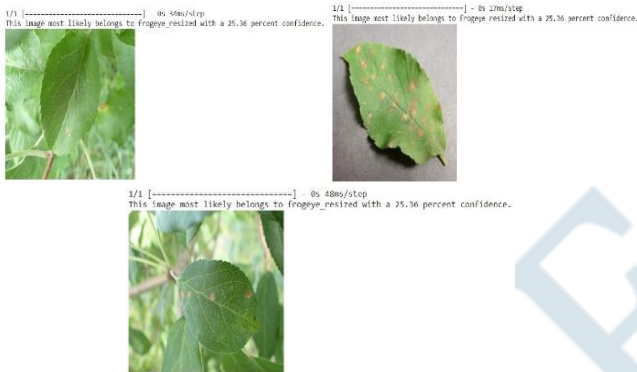 1/1 [------------------------------] 0s 34ms/step
This image most likely belongs to frogeye_resized with a 25.36 percent confidence.
1/1 [------------------------------] - 0s 17ms/step
This image most likely belongs to frogeye_resized with a 25.36 percent confidence.
1/1 [------------------------------] - 0s 48ms/step
This image most likely belongs to frogeye_resized with a 25.36 percent confidence.